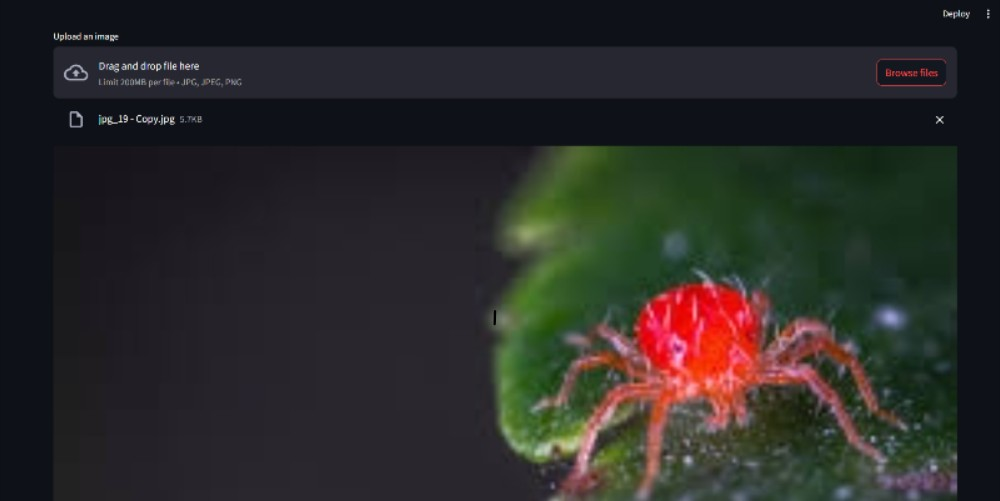 Deploy
Upload an image
Drag and drop file here
Limit 200MB per file • JPG, JPEG, PNG
Browse files
jpg_19 - Copy.jpg 5.7KB